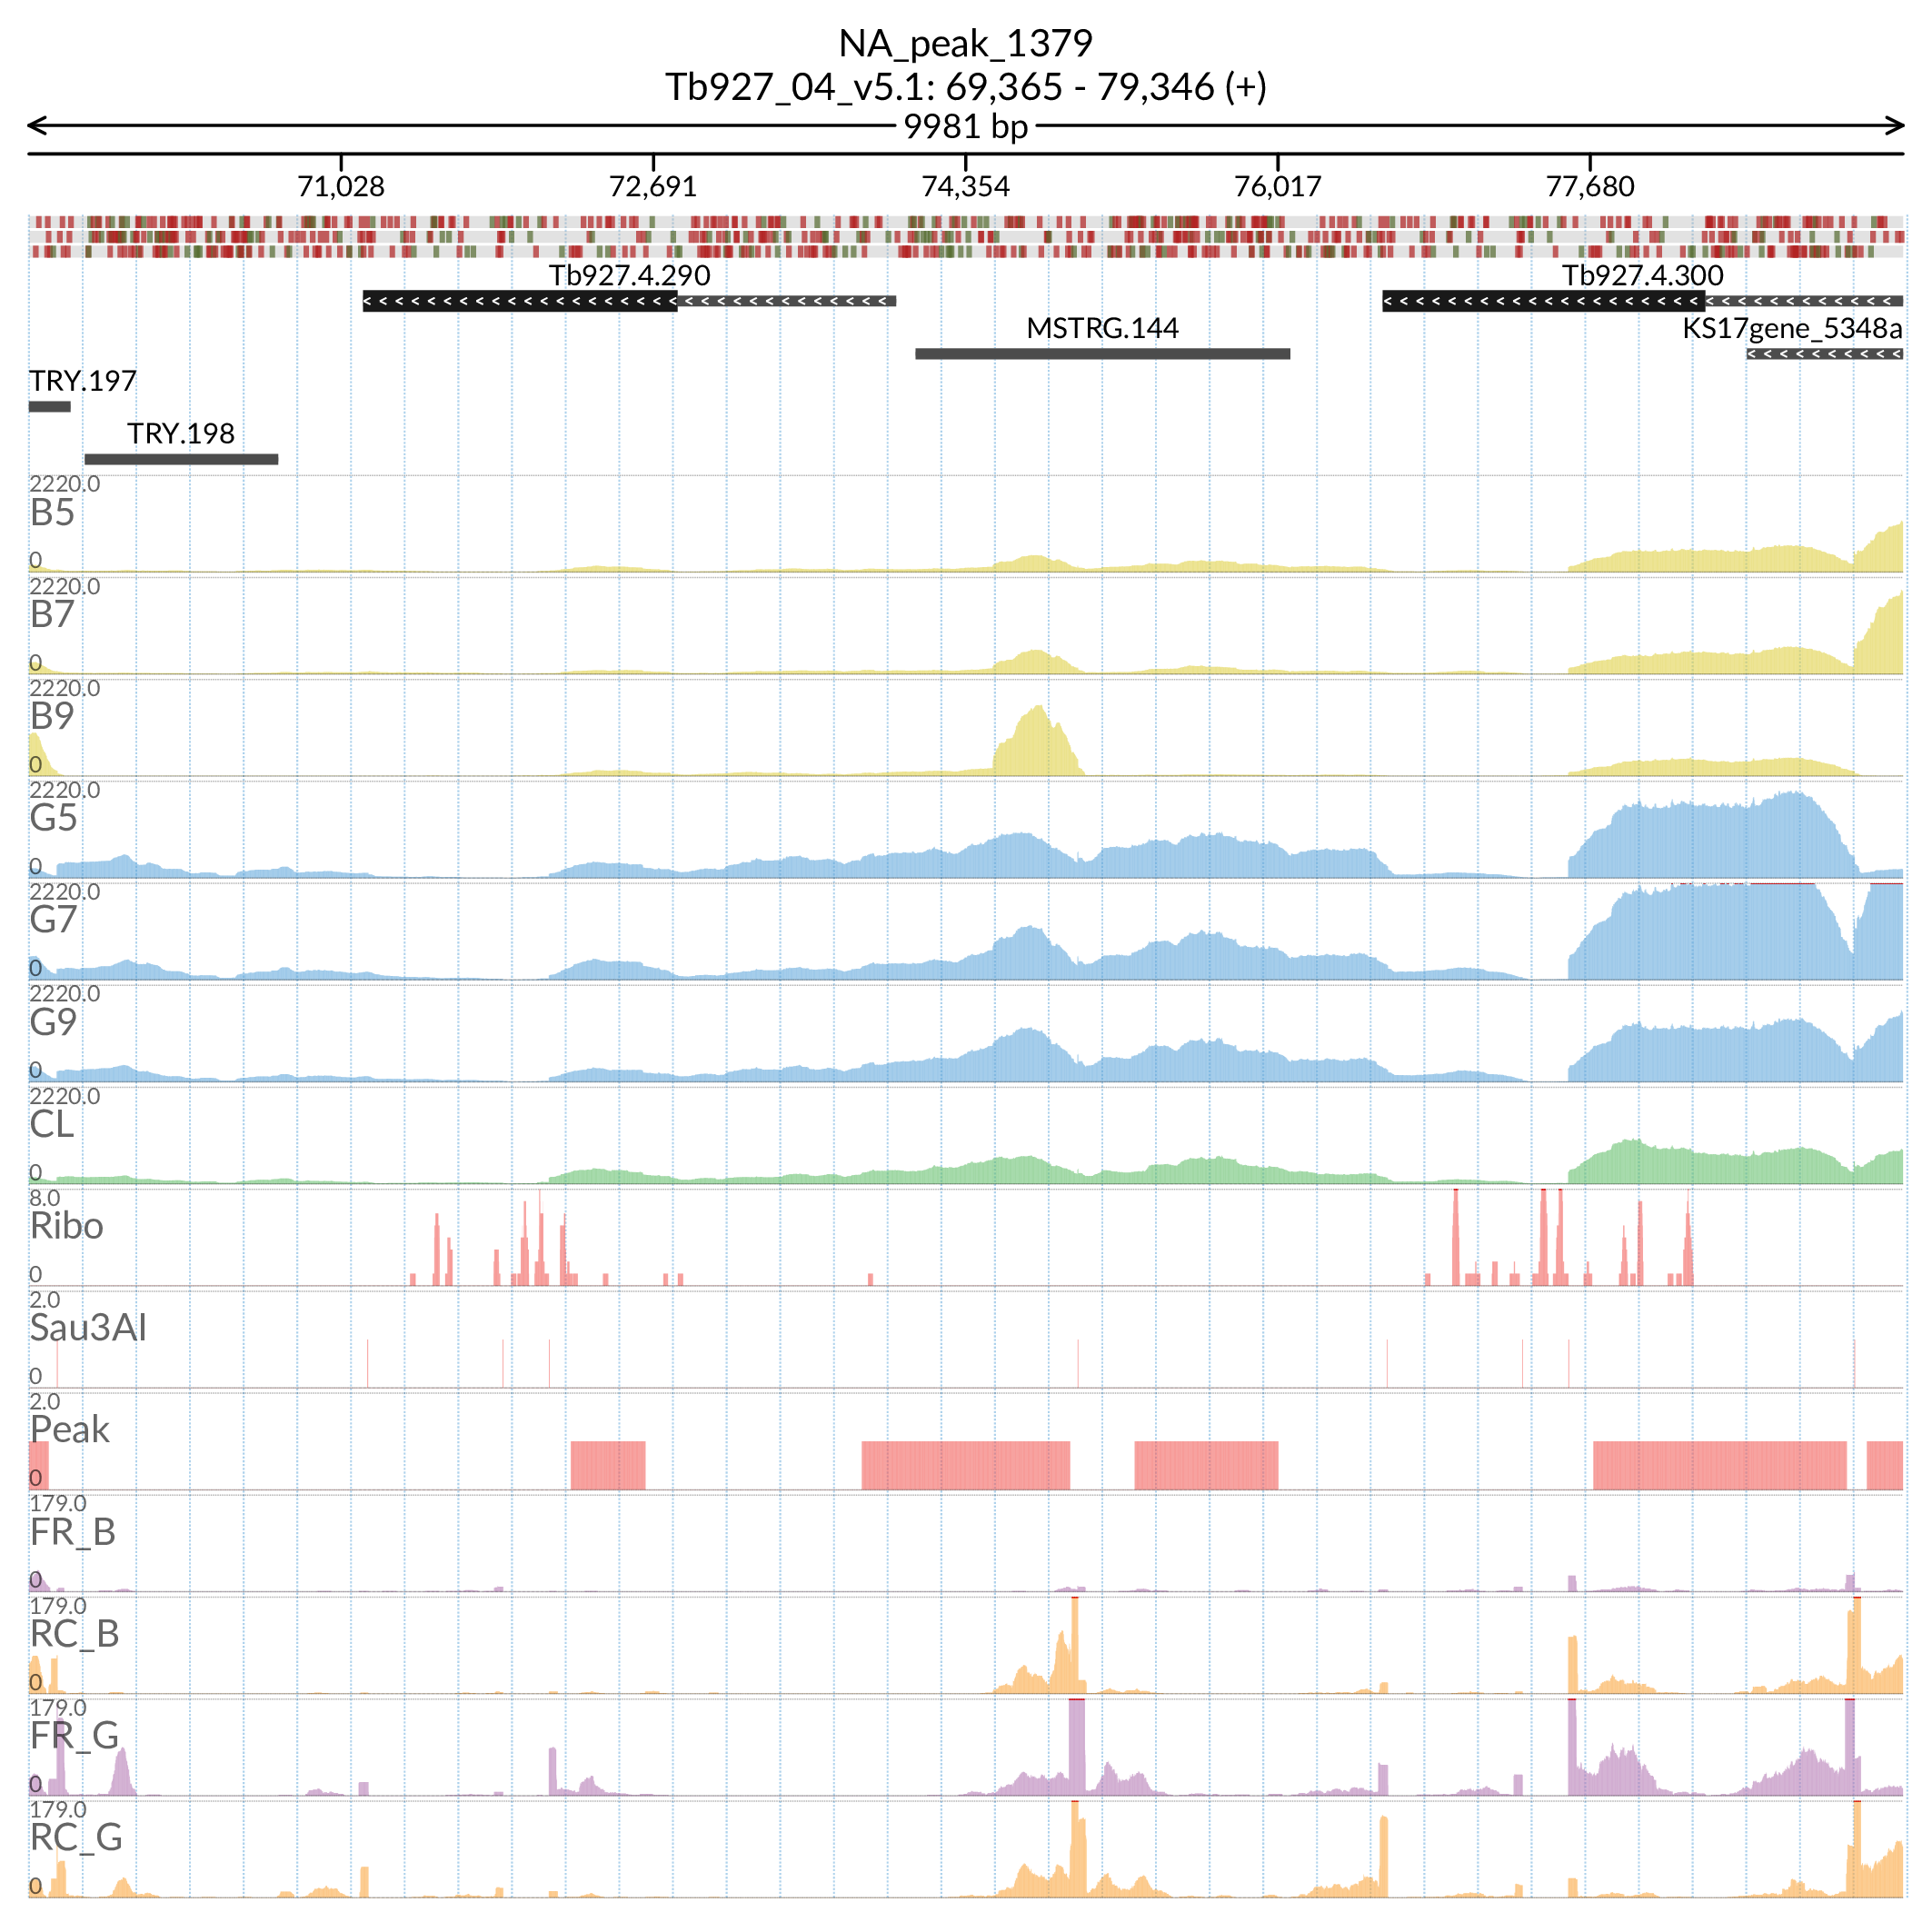 NA_peak_1379
Tb927_04_v5.1: 69,365 - 79,346 (+)
9981 bp
71,028 72,691 74,354 76,017 77,680
Tb927.4.290 Tb927.4.300
MSTRG.144 KS17gene_5348a
TRY.197
TRY.198
2220.0
B5
0
2220.0
B7
0
2220.0
B9
0
2220.0
G5
0
2220.0
G7
0
2220.0
G9
0
2220.0
CL
0
8.0
Ribo
0
2.0
Sau3AI
0
2.0
Peak
0
179.0
FR_B
0
179.0
RC_B
0
179.0
FR_G
0
179.0
RC_G
0